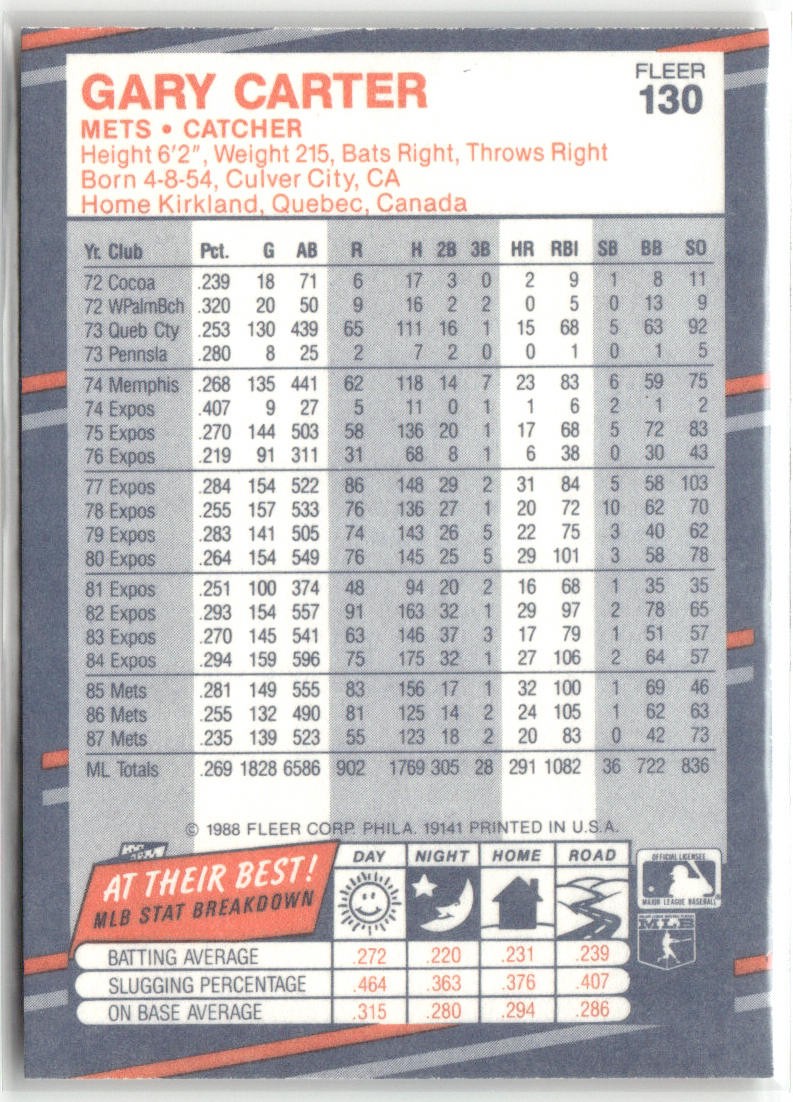 GARY CARTER
FLEER
130
METS • CATCHER
Height 6'2", Weight 215, Bats Right, Throws Right
Born 4-8-54, Culver City, CA
Home Kirkland, Quebec, Canada
Yr. Club Pct. G AB R H 2B 3B HR RBI SB BB SO
72 Cocoa .239 18 71 6 17 3 0 2 9 1 8 11
72 WPalmBch .320 20 50 9 16 2 2 0 5 0 13 9
73 Queb Cty .253 130 439 65 111 16 1 15 68 5 63 92
73 Pennsla .280 8 25 2 7 2 0 0 1 0 1 5
74 Memphis .268 135 441 62 118 14 7 23 83 6 59 75
74 Expos .407 9 27 5 11 0 1 1 6 2 1 2
75 Expos .270 144 503 58 136 20 1 17 68 5 72 83
76 Expos .219 91 311 31 68 8 1 6 38 0 30 43
77 Expos .284 154 522 86 148 29 2 31 84 5 58 103
78 Expos .255 157 533 76 136 27 1 20 72 10 62 70
79 Expos .283 141 505 74 143 26 5 22 75 3 40 62
80 Expos .264 154 549 76 145 25 5 29 101 3 58 78
81 Expos .251 100 374 48 94 20 2 16 68 1 35 35
82 Expos .293 154 557 91 163 32 1 29 97 2 78 65
83 Expos .270 145 541 63 146 37 3 17 79 1 51 57
84 Expos .294 159 596 75 175 32 1 27 106 2 64 57
85 Mets .281 149 555 83 156 17 1 32 100 1 69 46
86 Mets .255 132 490 81 125 14 2 24 105 1 62 63
87 Mets .235 139 523 55 123 18 2 20 83 0 42 73
ML Totals .269 1828 6586 902 1769 305 28 291 1082 36 722 836
© 1988 FLEER CORP. PHILA. 19141 PRINTED IN U.S.A.
AT THEIR BEST!
MLB STAT BREAKDOWN
DAY NIGHT HOME ROAD
OFFICIAL LICENSEE
MAJOR LEAGUE BASEBALL®
MLB
BATTING AVERAGE .272 .220 .231 .239
SLUGGING PERCENTAGE .464 .363 .376 .407
ON BASE AVERAGE .315 .280 .294 .286